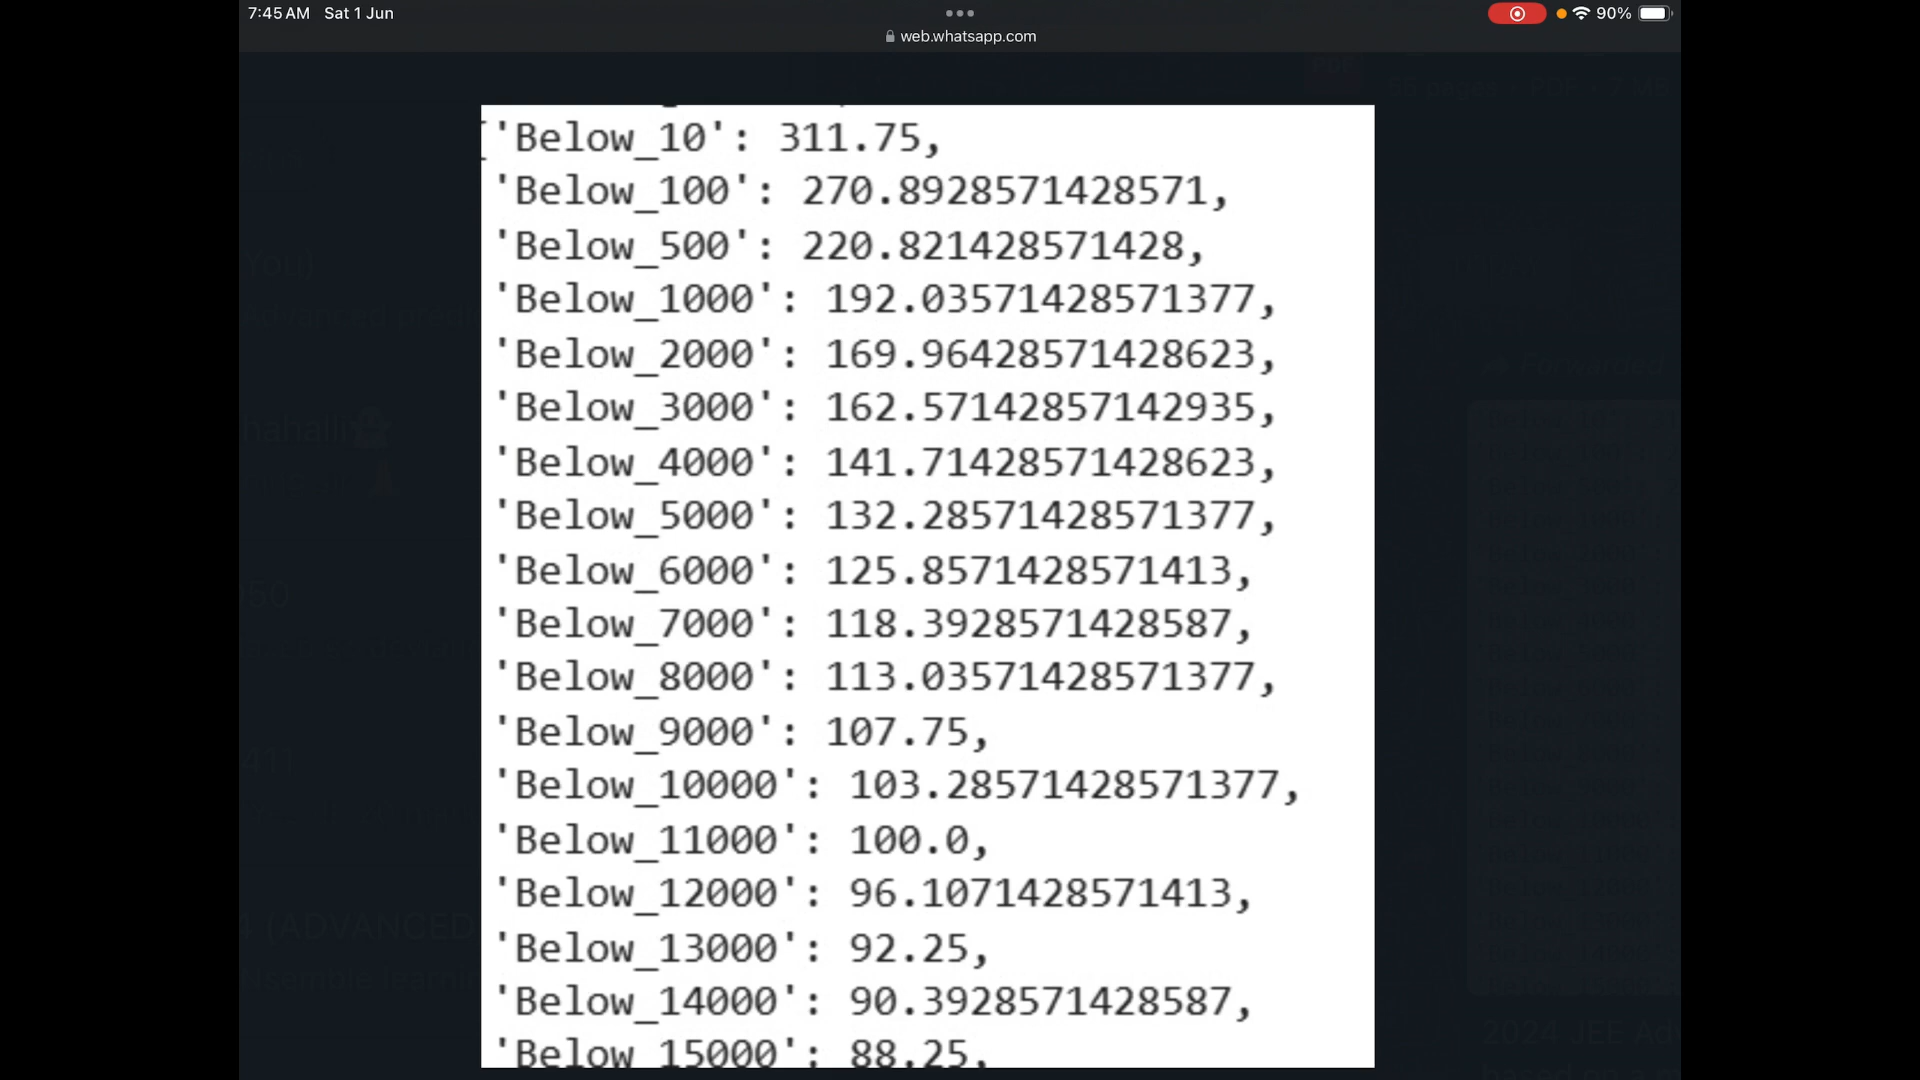 7:45 AM Sat 1 Jun
90%
web.whatsapp.com
'Below_10': 311.75,
'Below_100': 270.8928571428571,
'Below_500': 220.821428571428,
'Below_1000': 192.03571428571377,
'Below_2000': 169.96428571428623,
'Below_3000': 162.57142857142935,
'Below_4000': 141.71428571428623,
'Below_5000': 132.28571428571377,
'Below_6000': 125.8571428571413,
'Below_7000': 118.3928571428587,
'Below_8000': 113.03571428571377,
'Below_9000': 107.75,
'Below_10000': 103.28571428571377,
'Below_11000': 100.0,
'Below_12000': 96.1071428571413,
'Below_13000': 92.25,
'Below_14000': 90.3928571428587,
'Below_15000': 88.25,